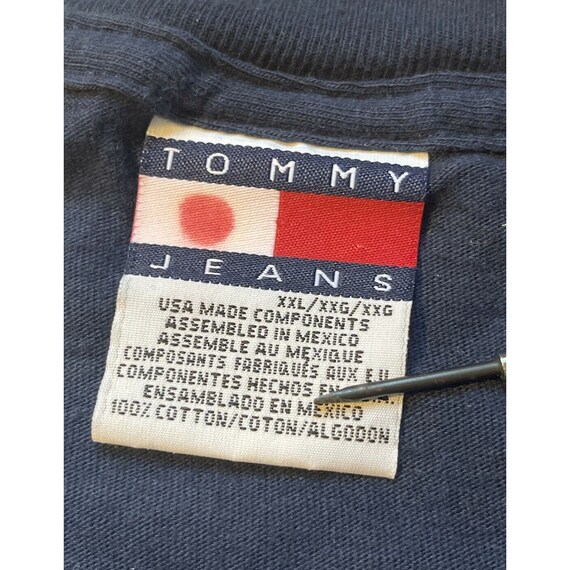 TOMMY
JEANS
XXL/XXG/XXG
USA MADE COMPONENTS
ASSEMBLED IN MEXICO
ASSEMBLE AU MEXIQUE
COMPOSANTS FABRIQUÉS AUX E.U.
COMPONENTES HECHOS EN U.S.A.
ENSAMBLADO EN MEXICO
100% COTTON/COTON/ALGODON